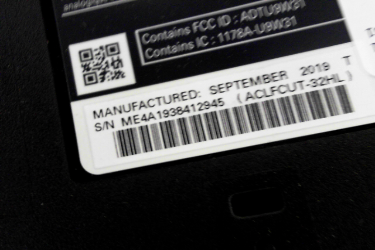 Contains FCC ID : ADTU9W31
Contains IC : 1178A-U9W31
MANUFACTURED: SEPTEMBER 2019 T
S/N ME4A1938412945 (ACLFCUT-32HL)